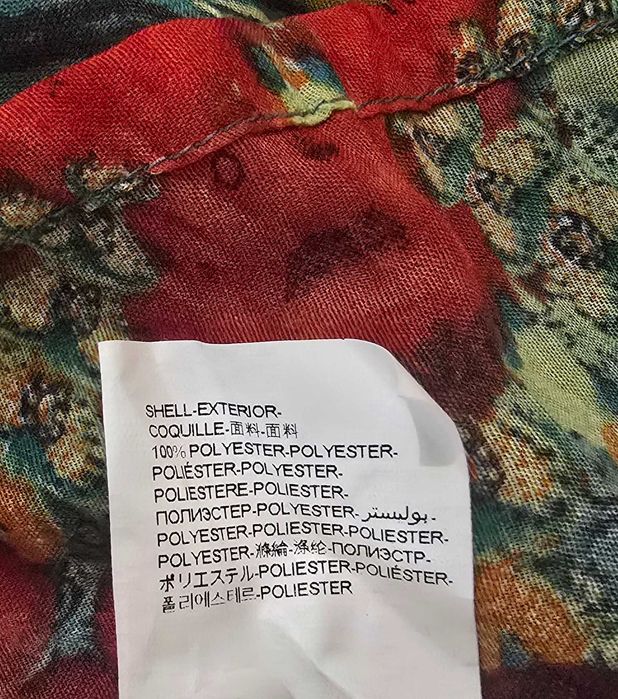 SHELL-EXTERIOR-
COQUILLE-面料-面料
100% POLYESTER-POLYESTER-
POLIÉSTER-POLYESTER-
POLIESTERE-POLIESTER-
ПОЛИЭСТЕР-POLYESTER-بوليستر-
POLYESTER-POLIESTER-POLIESTER-
POLYESTER-滌綸-涤纶-ПОЛИЭСТР-
ポリエステル-POLIESTER-POLIÉSTER-
폴리에스테르-POLIESTER